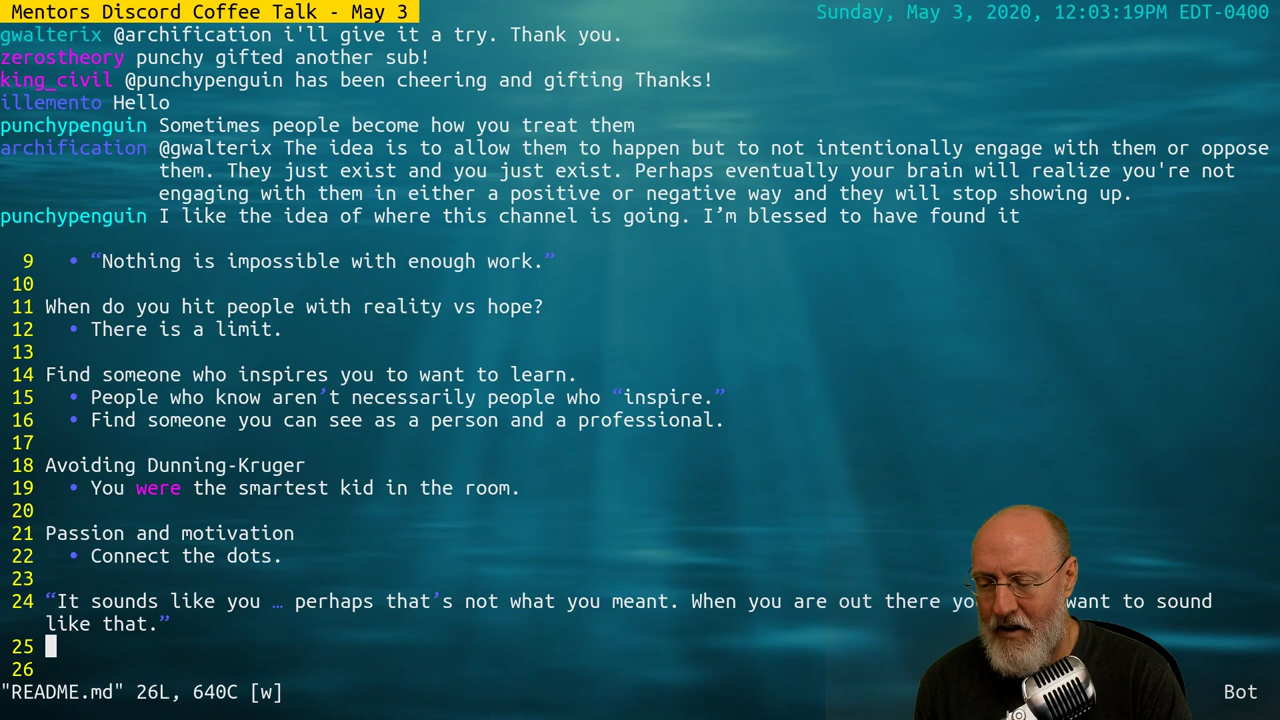 Mentors Discord Coffee Talk - May 3
Sunday, May 3, 2020, 12:03:19PM EDT-0400
gwalterix @archification i'll give it a try. Thank you.
zerostheory punchy gifted another sub!
king_civil @punchypenguin has been cheering and gifting Thanks!
illemento Hello
punchypenguin Sometimes people become how you treat them
archification @gwalterix The idea is to allow them to happen but to not intentionally engage with them or oppose
them. They just exist and you just exist. Perhaps eventually your brain will realize you're not
engaging with them in either a positive or negative way and they will stop showing up.
punchypenguin I like the idea of where this channel is going. I’m blessed to have found it
9 • “Nothing is impossible with enough work.”
10
11 When do you hit people with reality vs hope?
12 • There is a limit.
13
14 Find someone who inspires you to want to learn.
15 • People who know aren’t necessarily people who “inspire.”
16 • Find someone you can see as a person and a professional.
17
18 Avoiding Dunning-Kruger
19 • You were the smartest kid in the room.
20
21 Passion and motivation
22 • Connect the dots.
23
24 “It sounds like you … perhaps that’s not what you meant. When you are out there want to sound
like that.”
25
26
"README.md" 26L, 640C [w]
Bot